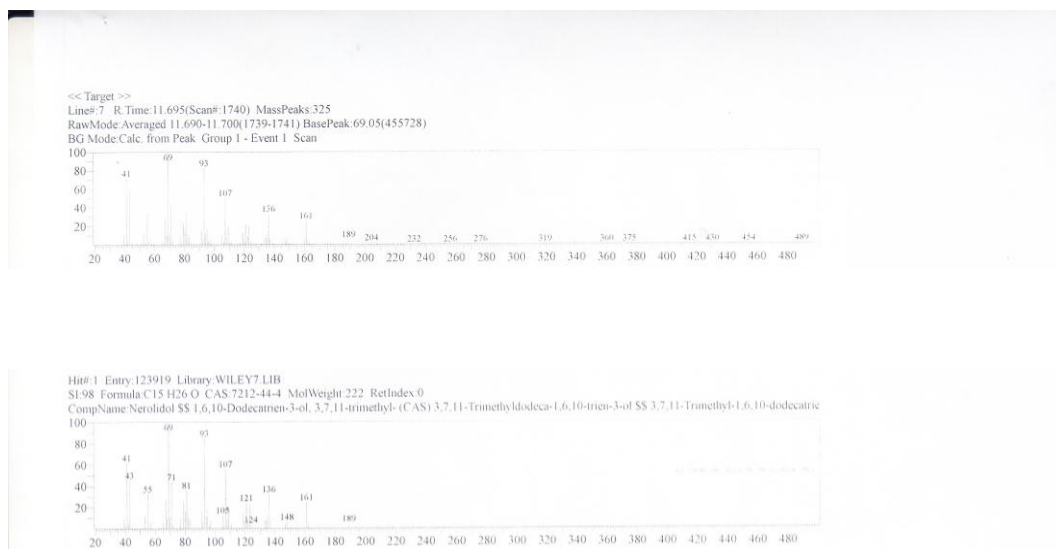 << Target >>
Line#:7 R.Time:11.695(Scan#:1740) MassPeaks:325
RawMode:Averaged 11.690-11.700(1739-1741) BasePeak:69.05(455728)
BG Mode:Calc. from Peak Group 1 - Event 1 Scan
100
69
93
80
41
60
107
40
136
161
20
189 204 232 256 276 319 360 375 415 430 454 489
20 40 60 80 100 120 140 160 180 200 220 240 260 280 300 320 340 360 380 400 420 440 460 480
Hit#:1 Entry:123919 Library:WILEY7.LIB
SI:98 Formula:C15 H26 O CAS:7212-44-4 MolWeight:222 RetIndex:0
CompName:Nerolidol $$ 1,6,10-Dodecatrien-3-ol, 3,7,11-trimethyl- (CAS) 3,7,11-Trimethyldodeca-1,6,10-trien-3-ol $$ 3,7,11-Trimethyl-1,6,10-dodecatrie
100
69
93
80
41
60
107
43 71
40
55 81 136
121 161
20
105 124 148 189
20 40 60 80 100 120 140 160 180 200 220 240 260 280 300 320 340 360 380 400 420 440 460 480